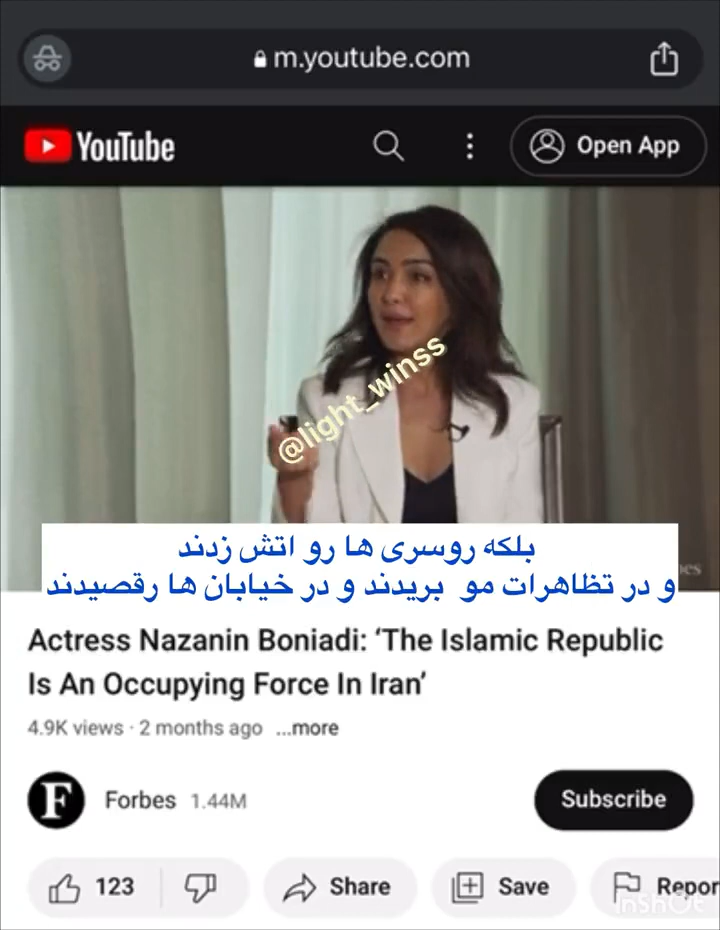 m.youtube.com
YouTube
Open App
@light_winss
بلکه روسری ها رو اتش زدند
و در تظاهرات مو بریدند و در خیابان ها رقصیدند
Actress Nazanin Boniadi: ‘The Islamic Republic
Is An Occupying Force In Iran’
4.9K views · 2 months ago ...more
F
Forbes 1.44M
Subscribe
123
Share
Save
Repor
InShOt